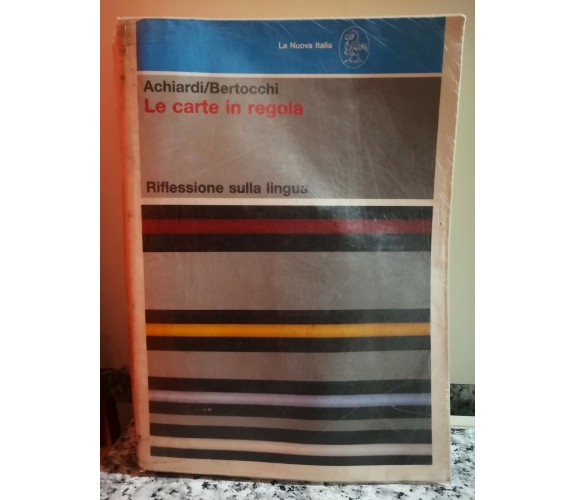 La Nuova Italia
Achiardi/Bertocchi
Le carte in regola
Riflessione sulla lingua